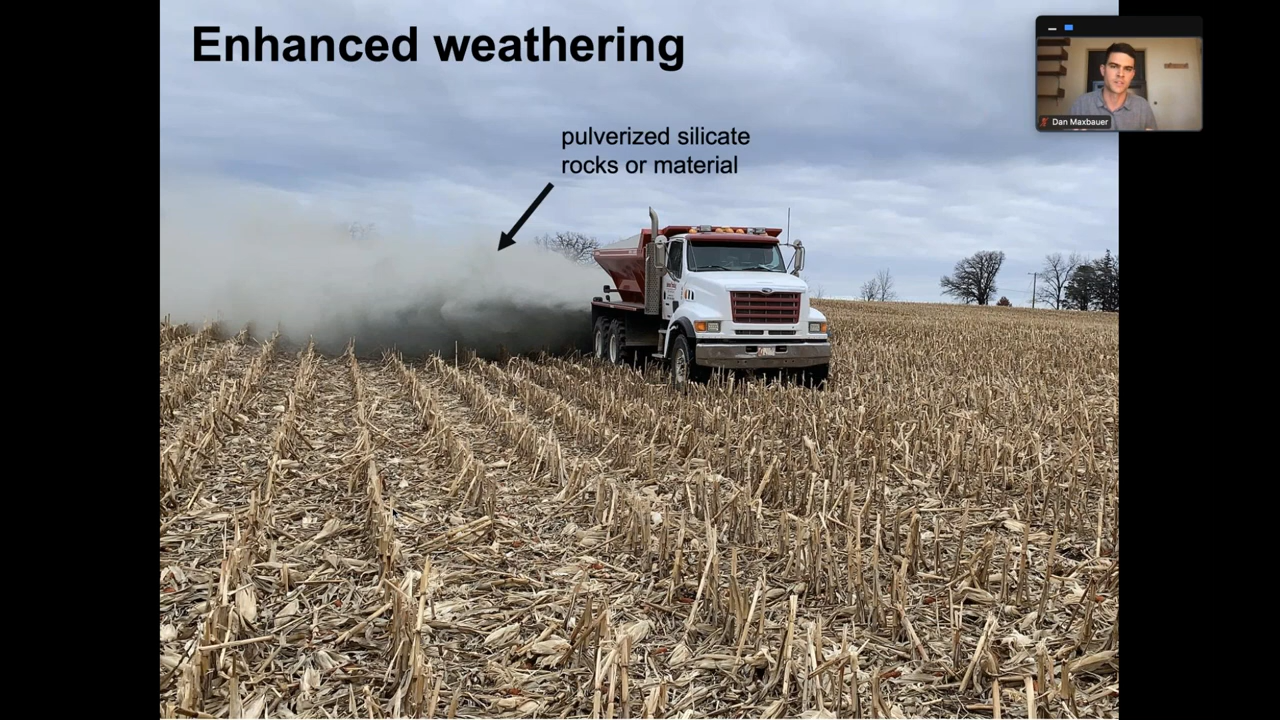 Enhanced weathering
pulverized silicate
rocks or material
Dan Maxbauer